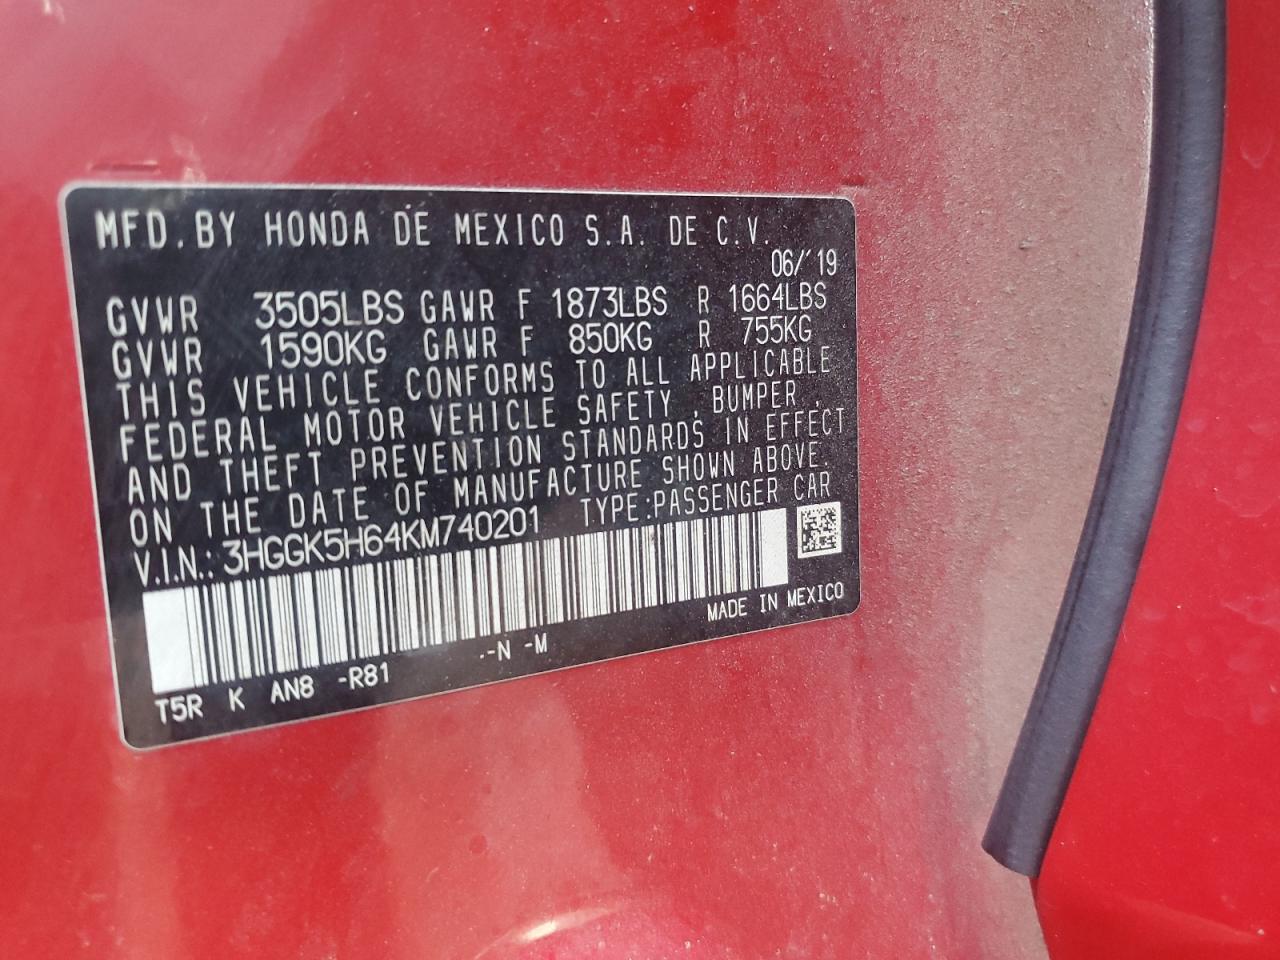 MFD.BY HONDA DE MEXICO S.A. DE C.V.
06/'19
GVWR 3505LBS GAWR F 1873LBS R 1664LBS
GVWR 1590KG GAWR F 850KG R 755KG
THIS VEHICLE CONFORMS TO ALL APPLICABLE
FEDERAL MOTOR VEHICLE SAFETY , BUMPER ,
AND THEFT PREVENTION STANDARDS IN EFFECT
ON THE DATE OF MANUFACTURE SHOWN ABOVE.
V.I.N.: 3HGGK5H64KM740201 TYPE:PASSENGER CAR
MADE IN MEXICO
T5R K AN8 -R81 .-N -M